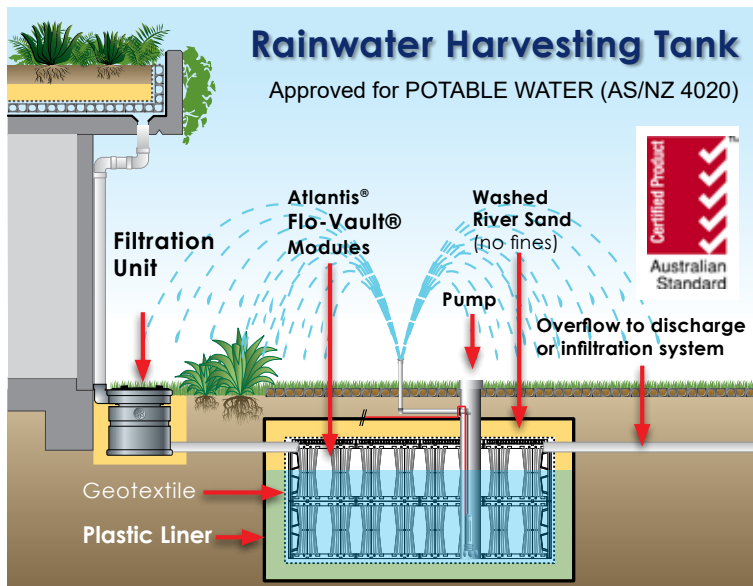 Rainwater Harvesting Tank
Approved for POTABLE WATER (AS/NZ 4020)
Certified Product
TM
Australian
Standard
Atlantis®
Flo-Vault®
Modules
Washed
River Sand
(no fines)
Filtration
Unit
Pump
Overflow to discharge
or infiltration system
Geotextile
Plastic Liner